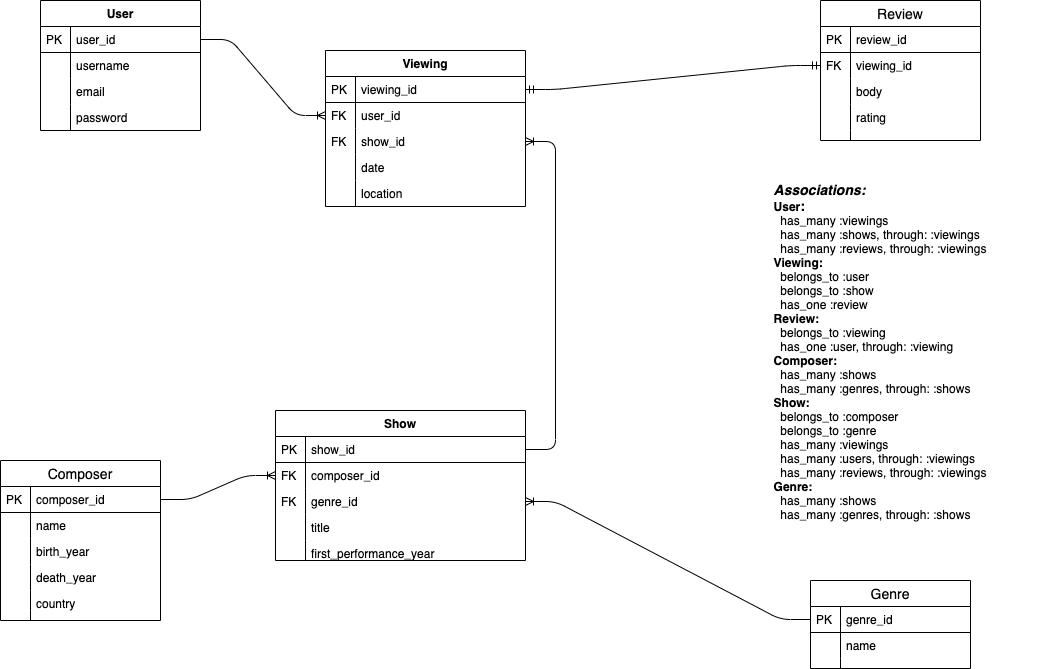 User
PK user_id
username
email
password
Viewing
PK viewing_id
FK user_id
FK show_id
date
location
Review
PK review_id
FK viewing_id
body
rating
Associations:
User:
has_many :viewings
has_many :shows, through: :viewings
has_many :reviews, through: :viewings
Viewing:
belongs_to :user
belongs_to :show
has_one :review
Review:
belongs_to :viewing
has_one :user, through: :viewing
Composer:
has_many :shows
has_many :genres, through: :shows
Show:
belongs_to :composer
belongs_to :genre
has_many :viewings
has_many :users, through: :viewings
has_many :reviews, through: :viewings
Genre:
has_many :shows
has_many :genres, through: :shows
Show
PK show_id
FK composer_id
FK genre_id
title
first_performance_year
Composer
PK composer_id
name
birth_year
death_year
country
Genre
PK genre_id
name